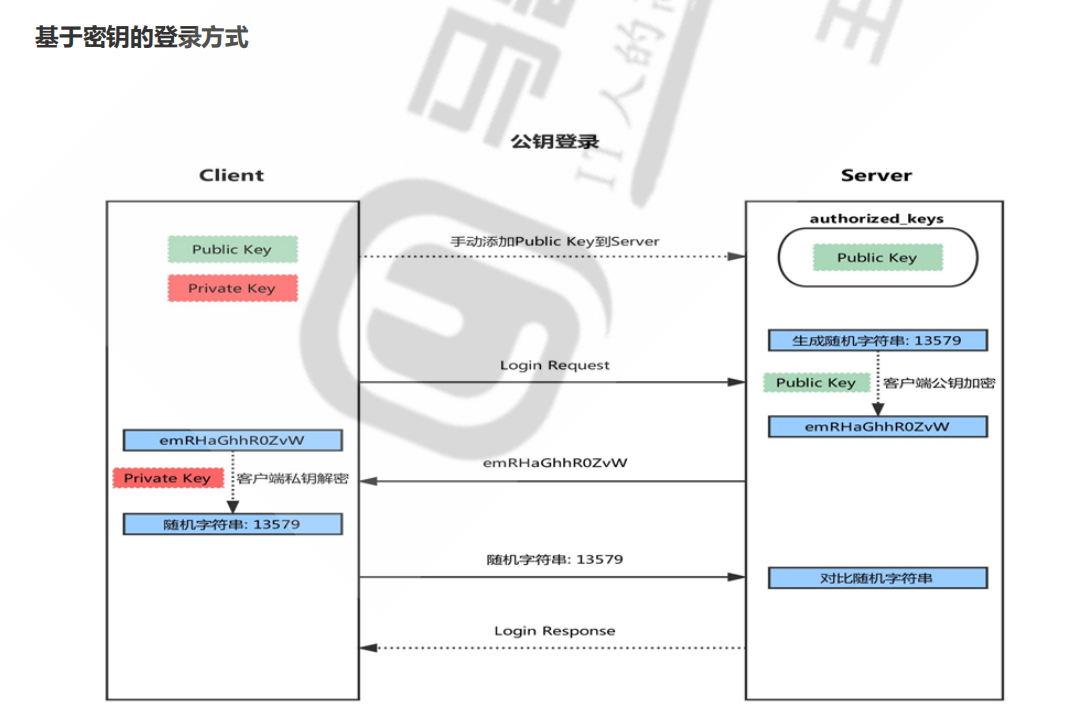 基于密钥的登录方式
公钥登录
Client
Server
authorized_keys
Public Key
手动添加Public Key到Server
Public Key
Private Key
生成随机字符串: 13579
Login Request
Public Key
客户端公钥加密
emRHaGhhR0ZvW
emRHaGhhR0ZvW
emRHaGhhR0ZvW
Private Key
客户端私钥解密
随机字符串: 13579
随机字符串: 13579
对比随机字符串
Login Response
IT人的